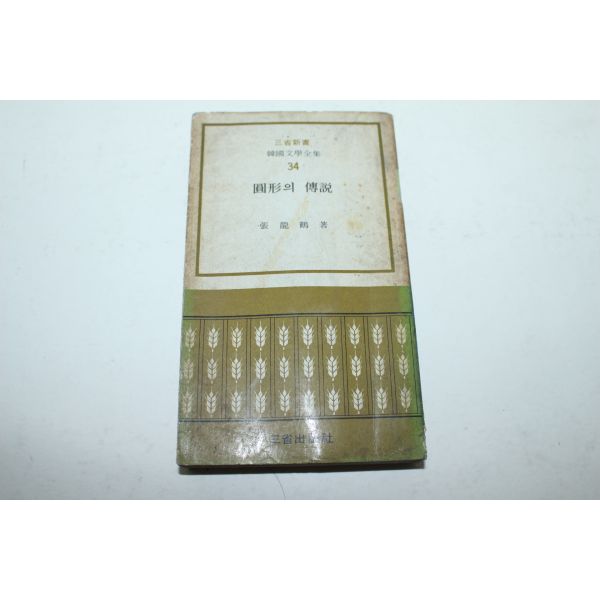 三省新書
韓國文學全集
34
圓形의 傳説
張龍鶴 著
三省出版社